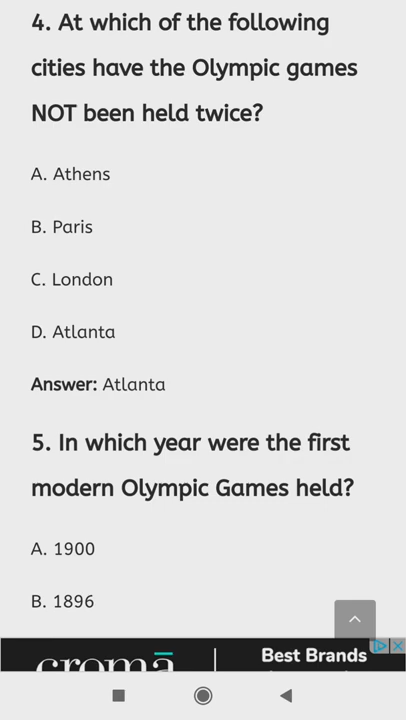 4. At which of the following
cities have the Olympic games
NOT been held twice?
A. Athens
B. Paris
C. London
D. Atlanta
Answer: Atlanta
5. In which year were the first
modern Olympic Games held?
A. 1900
B. 1896
cromā
Best Brands